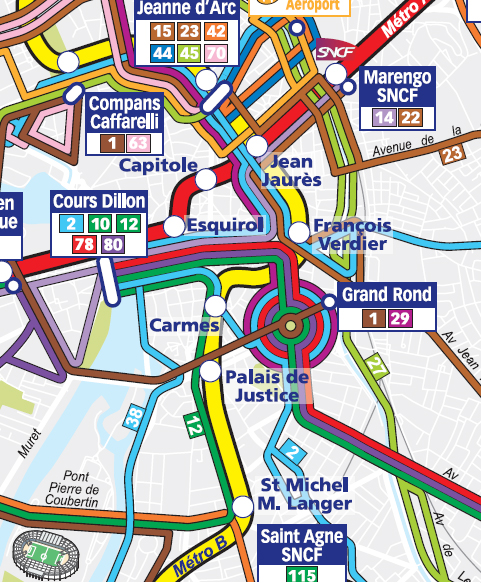 Aéroport
Jeanne d'Arc
15 23 42
44 45 70
Métro
SNCF
Marengo
SNCF
14 22
Compans
Caffarelli
1 63
Avenue de la
23
Capitole
Jean
Jaurès
en
ue
Cours Dillon
2 10 12
78 80
Esquirol
François
Verdier
Grand Rond
1 29
Carmes
Av Jean
27
Palais de
Justice
38
12
Muret
2
Pont
Pierre de
Coubertin
Av
St Michel
M. Langer
Av de
Saint Agne
SNCF
115
Métro B